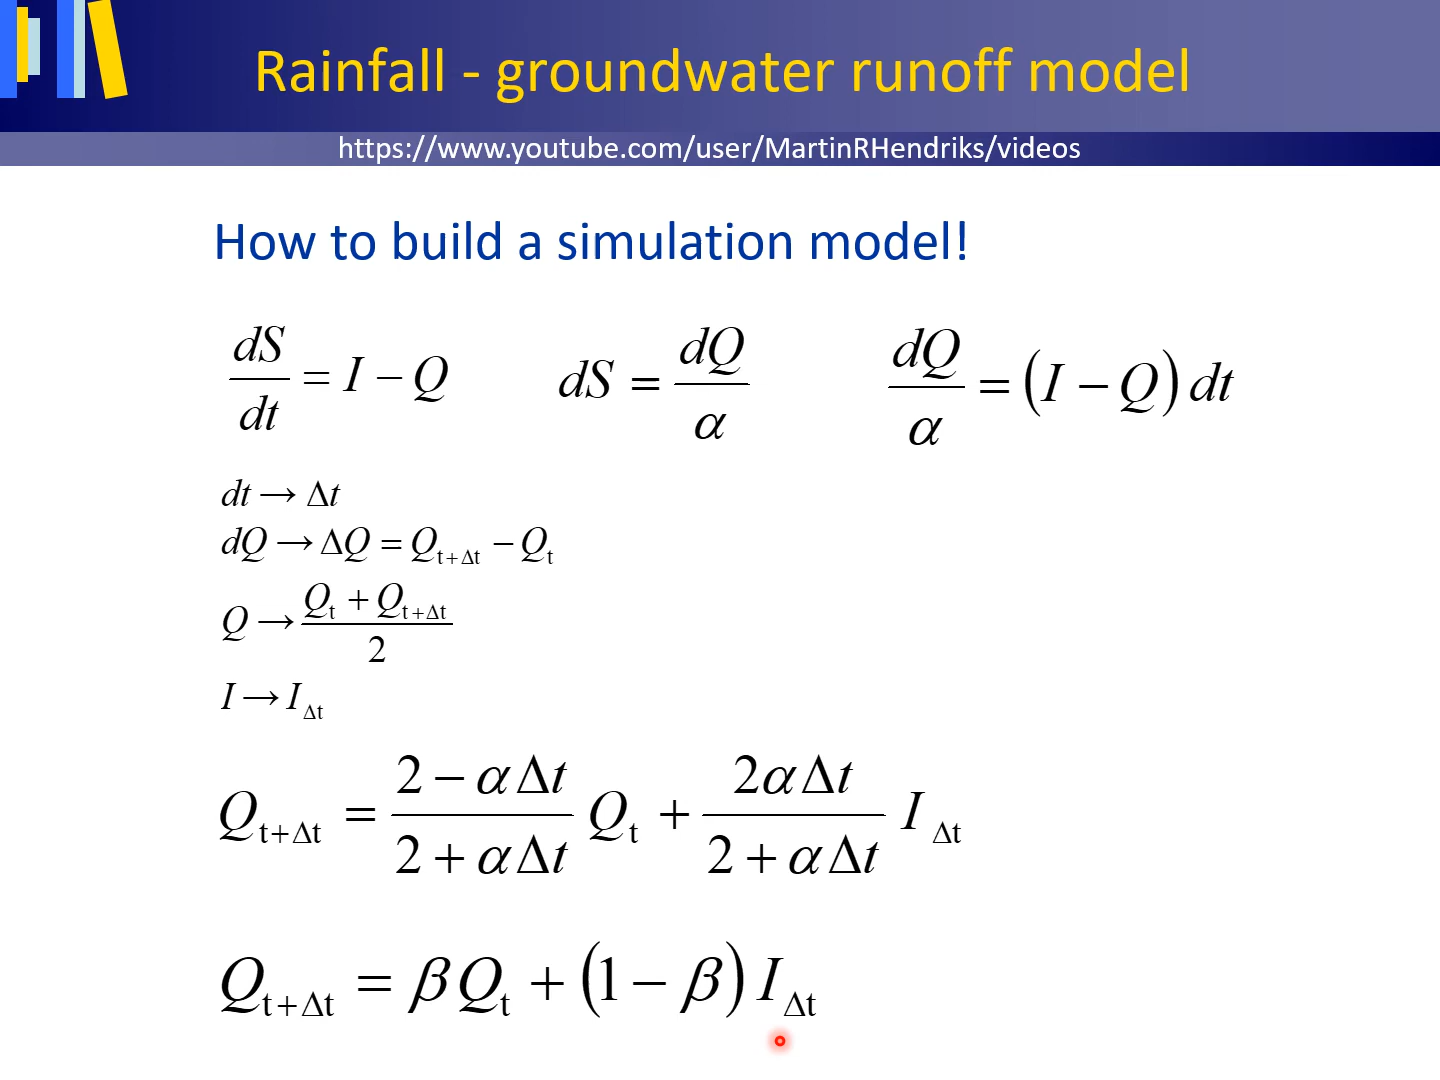 Rainfall - groundwater runoff model
https://www.youtube.com/user/MartinRHendriks/videos
How to build a simulation model!
dS/dt = I − Q    dS = dQ/α    dQ/α = (I − Q) dt
dt → Δt
dQ → ΔQ = Q_{t+Δt} − Q_t
Q → (Q_t + Q_{t+Δt})/2
I → I_{Δt}
Q_{t+Δt} = (2 − αΔt)/(2 + αΔt) Q_t + (2αΔt)/(2 + αΔt) I_{Δt}
Q_{t+Δt} = βQ_t + (1 − β) I_{Δt}